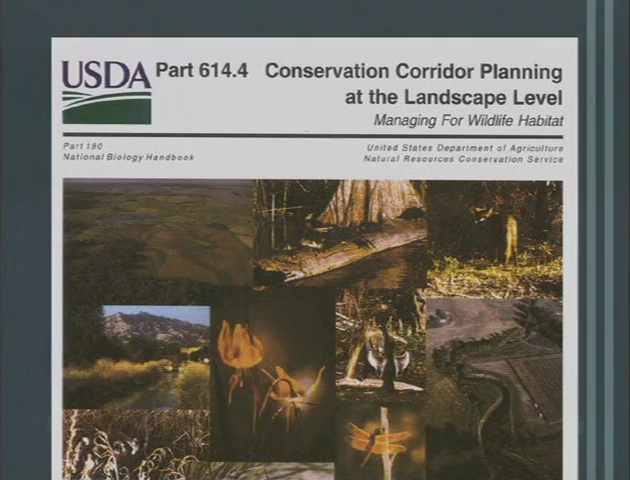 USDA Part 614.4 Conservation Corridor Planning
at the Landscape Level
Managing For Wildlife Habitat
Part 190 United States Department of Agriculture
National Biology Handbook Natural Resources Conservation Service